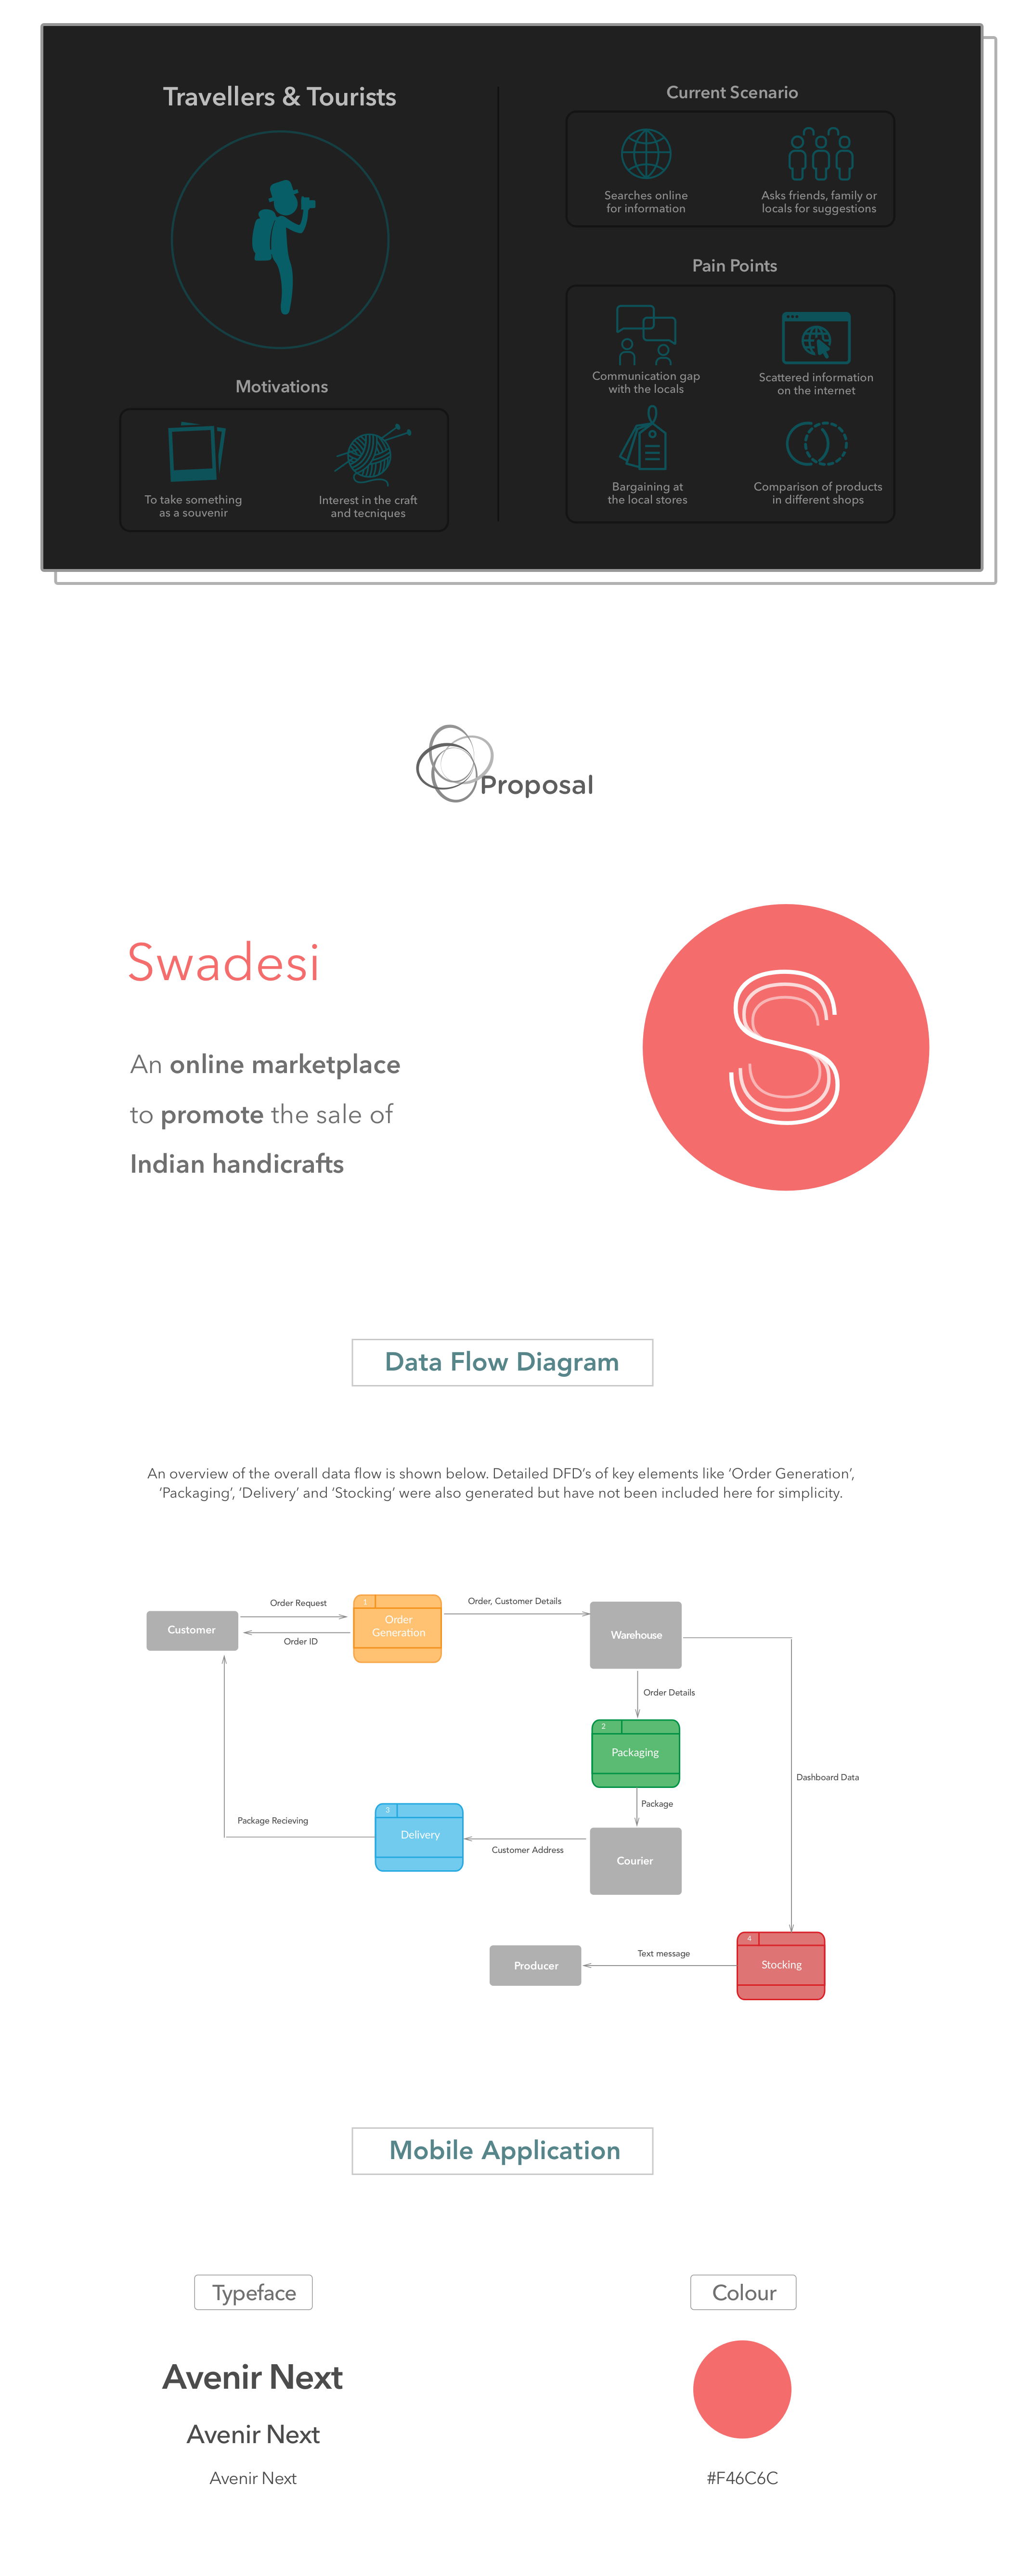 Travellers & Tourists
Motivations
To take something
as a souvenir
Interest in the craft
and tecniques
Current Scenario
Searches online
for information
Asks friends, family or
locals for suggestions
Pain Points
Communication gap
with the locals
Scattered information
on the internet
Bargaining at
the local stores
Comparison of products
in different shops
Proposal
Swadesi
An online marketplace
to promote the sale of
Indian handicrafts
S
Data Flow Diagram
An overview of the overall data flow is shown below. Detailed DFD’s of key elements like ‘Order Generation’,
‘Packaging’, ‘Delivery’ and ‘Stocking’ were also generated but have not been included here for simplicity.
Customer
Order Request
Order ID
1
Order
Generation
Order, Customer Details
Warehouse
Order Details
2
Packaging
Dashboard Data
Package
Package Recieving
3
Delivery
Customer Address
Courier
Producer
Text message
4
Stocking
Mobile Application
Typeface
Avenir Next
Avenir Next
Avenir Next
Colour
#F46C6C